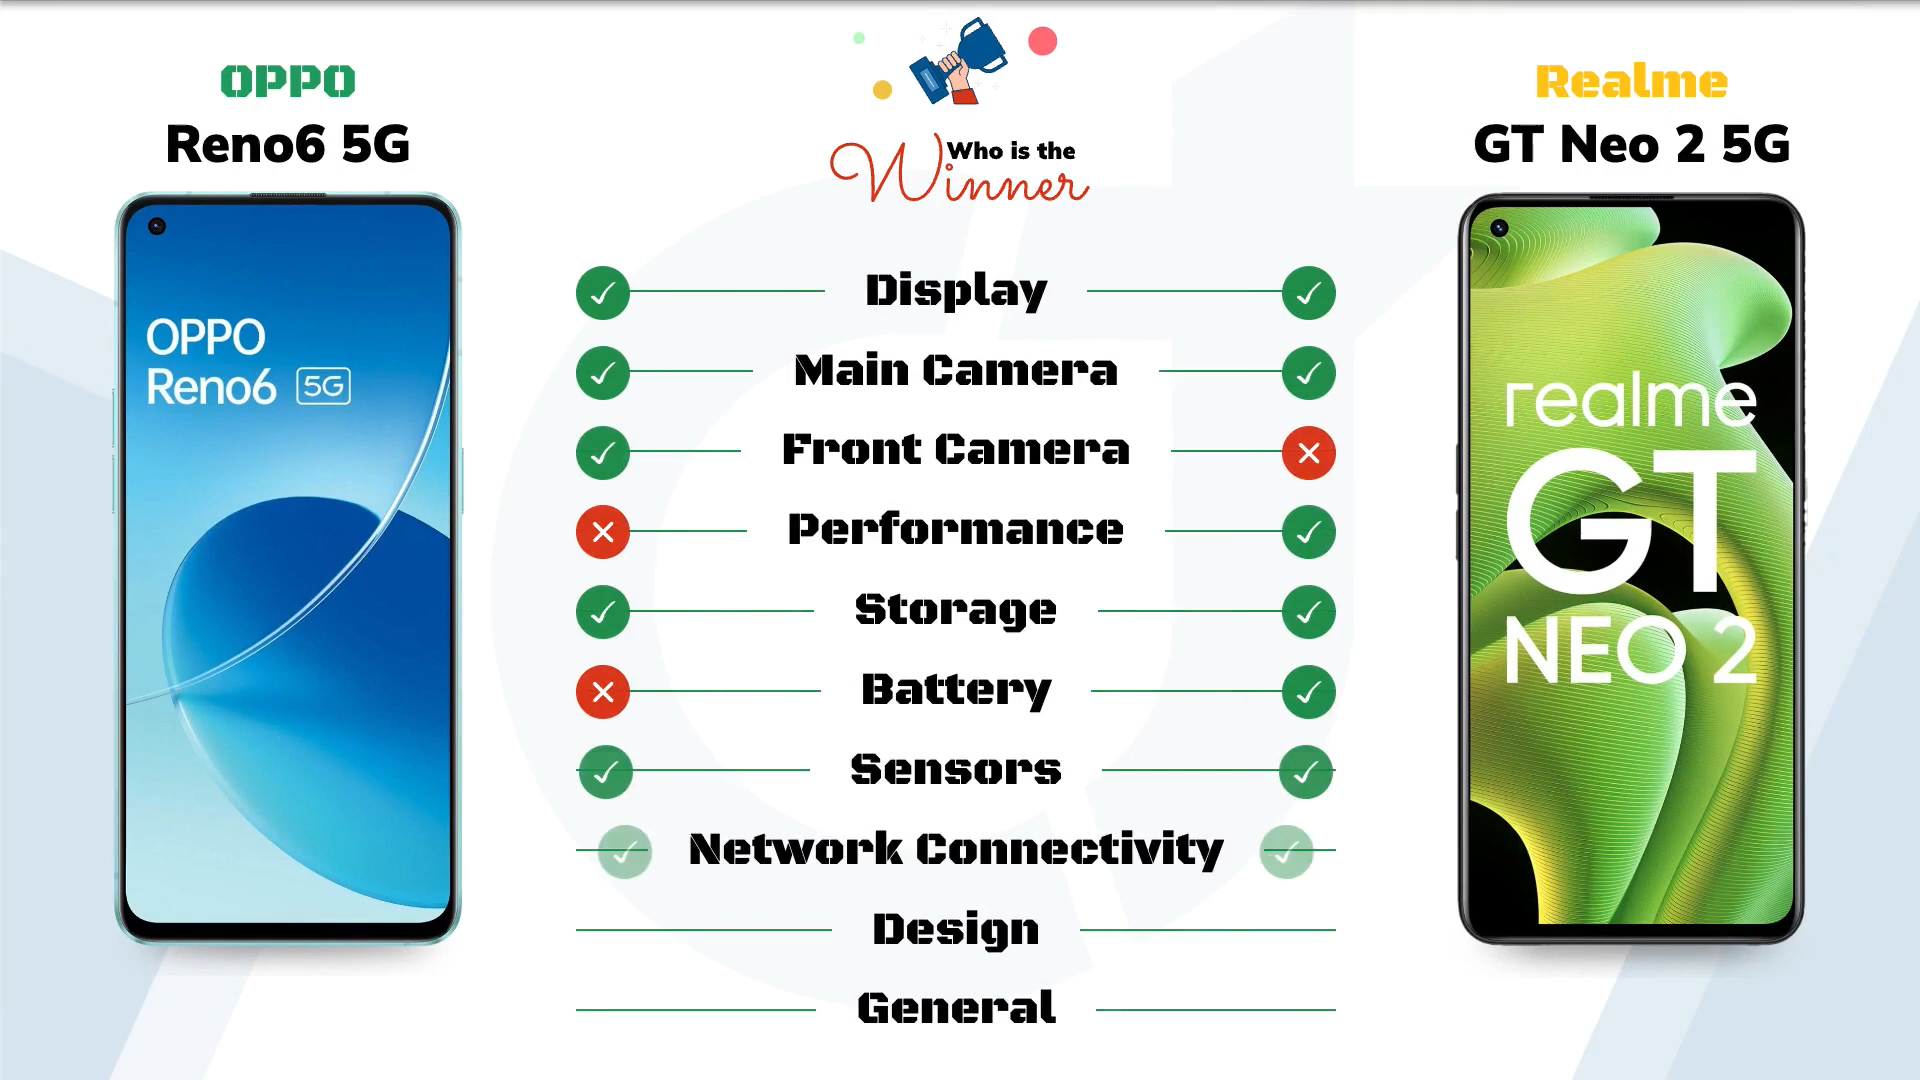 OPPO
Reno6 5G
OPPO
Reno6 5G
Who is the
Winner
Display
Main Camera
Front Camera
Performance
Storage
Battery
Sensors
Network Connectivity
Design
General
Realme
GT Neo 2 5G
realme
GT
NEO 2